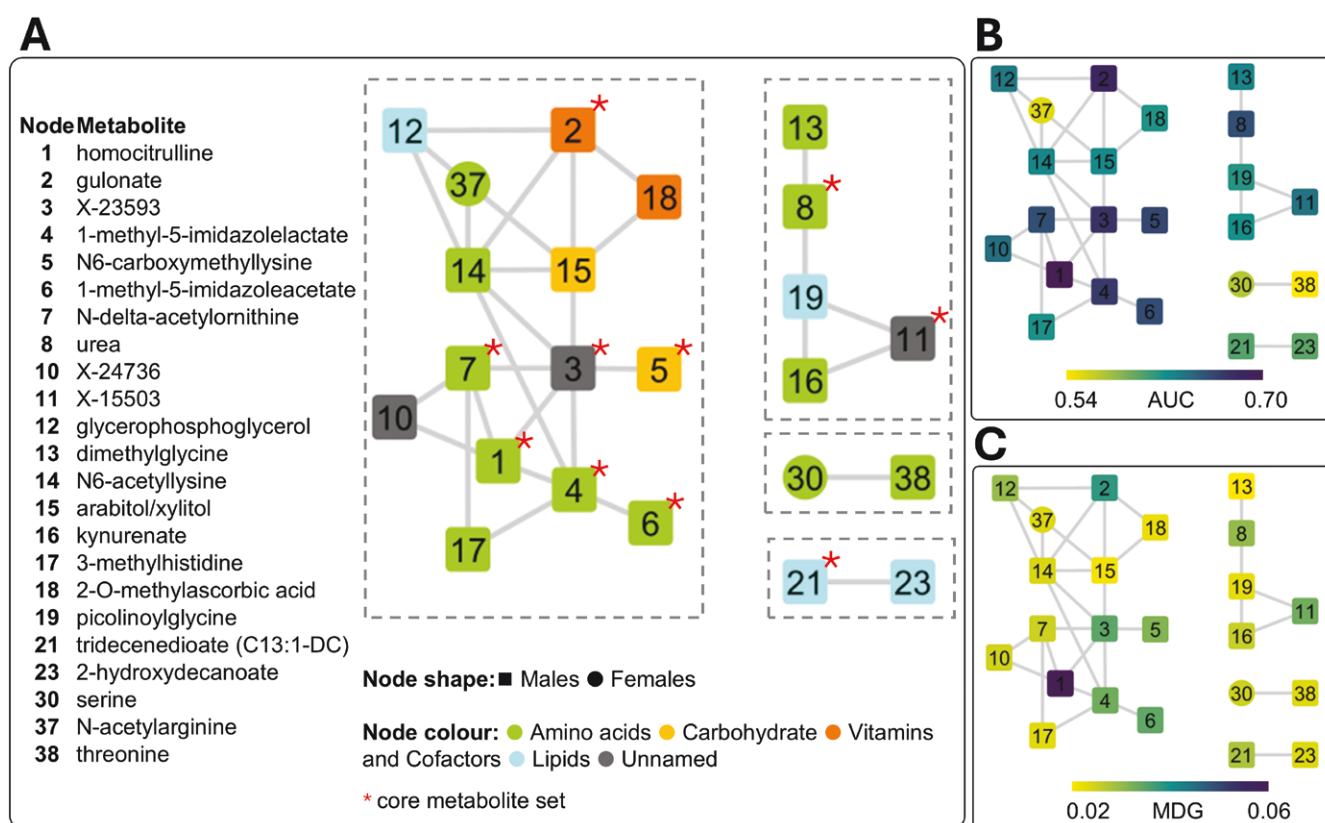 A
Node Metabolite
1 homocitrulline
2 gulonate
3 X-23593
4 1-methyl-5-imidazolelactate
5 N6-carboxymethyllysine
6 1-methyl-5-imidazoleacetate
7 N-delta-acetylornithine
8 urea
10 X-24736
11 X-15503
12 glycerophosphoglycerol
13 dimethylglycine
14 N6-acetyllysine
15 arabitol/xylitol
16 kynurenate
17 3-methylhistidine
18 2-O-methylascorbic acid
19 picolinoylglycine
21 tridecenedioate (C13:1-DC)
23 2-hydroxydecanoate
30 serine
37 N-acetylarginine
38 threonine
12 2 *
37 18
14 15
7 * 3 * 5 *
10
1 *
4 *
6 *
17
13
8 *
19
11 *
16
30 38
21 * 23
Node shape: ■ Males ● Females
Node colour: ● Amino acids ● Carbohydrate ● Vitamins
and Cofactors ● Lipids ● Unnamed
* core metabolite set
B
12 2 13
37 18 8
14 15 19
11
7 3 5 16
10
1 30 38
4
6
17 21 23
0.54 AUC 0.70
C
12 2 13
37 18 8
14 15 19
11
7 3 5 16
10
1 30 38
4
6
17 21 23
0.02 MDG 0.06